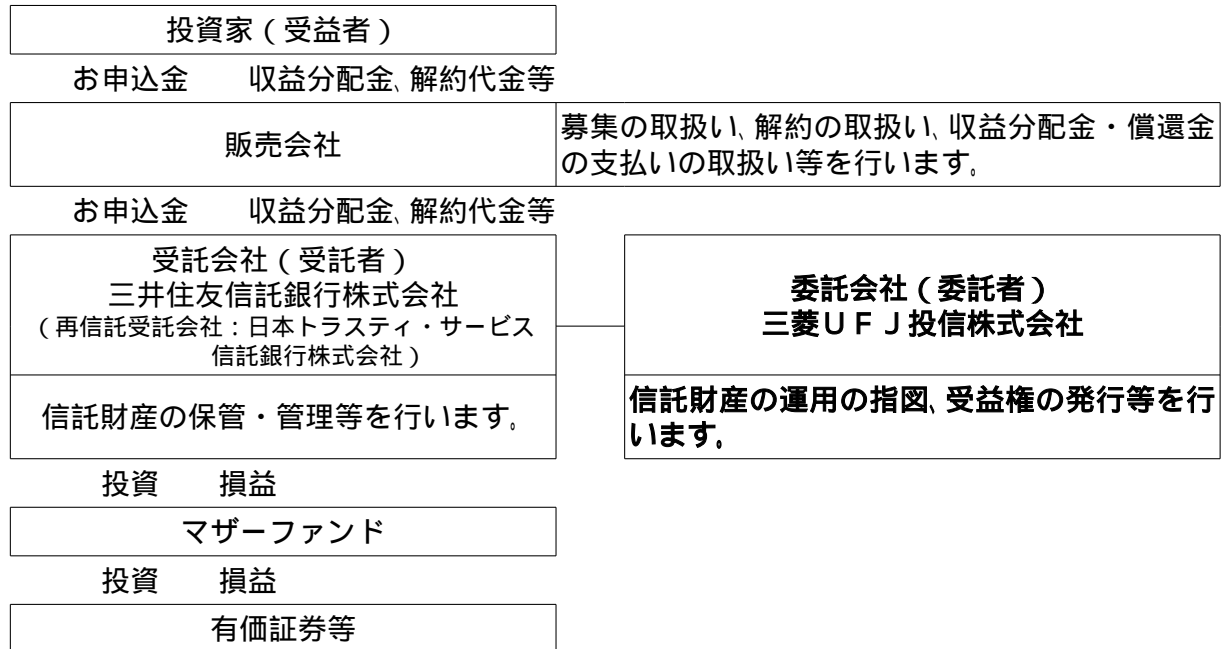 投資家(受益者)
お申込金 収益分配金、解約代金等
販売会社
募集の取扱い、解約の取扱い、収益分配金・償還金
の支払いの取扱い等を行います。
お申込金 収益分配金、解約代金等
受託会社(受託者)
三井住友信託銀行株式会社
(再信託受託会社:日本トラスティ・サービス
信託銀行株式会社)
委託会社(委託者)
三菱UFJ投信株式会社
信託財産の保管・管理等を行います。
信託財産の運用の指図、受益権の発行等を行
います。
投資 損益
マザーファンド
投資 損益
有価証券等